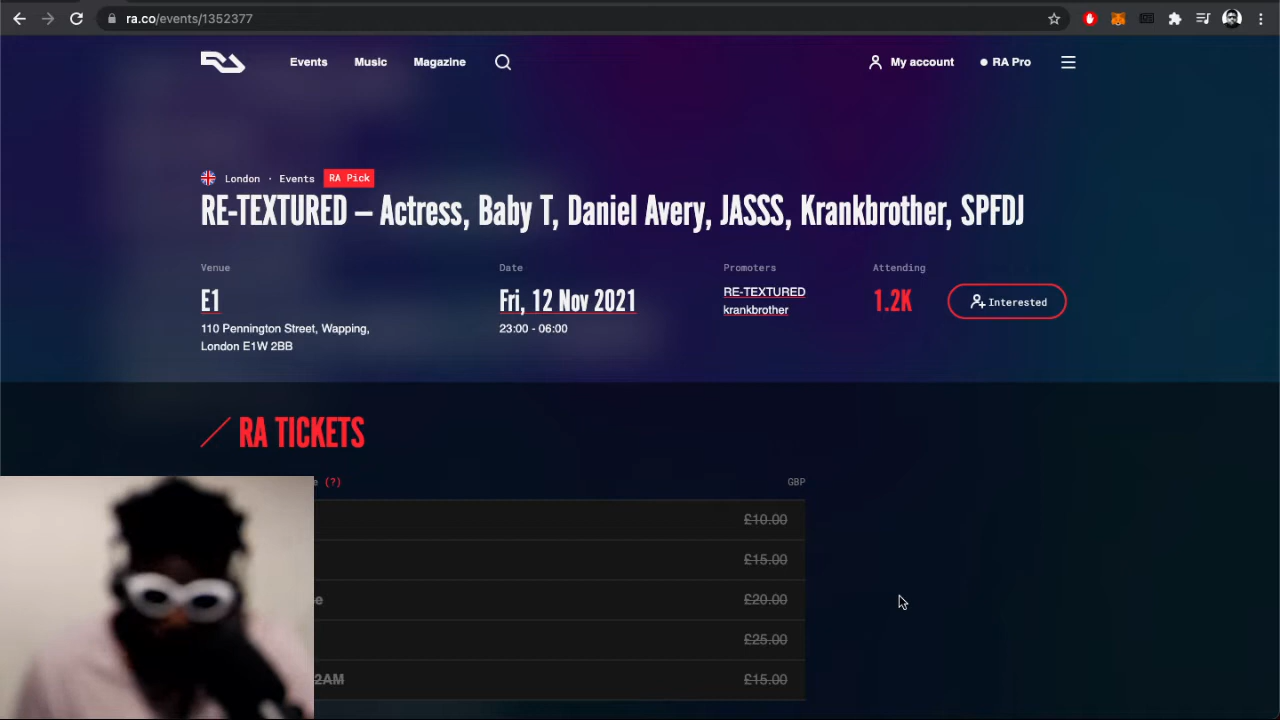 ra.co/events/1352377
RA Events Music Magazine My account RA Pro
London · Events RA Pick
RE-TEXTURED – Actress, Baby T, Daniel Avery, JASSS, Krankbrother, SPFDJ
Venue Date Promoters Attending
E1 Fri, 12 Nov 2021 RE-TEXTURED 1.2K Interested
krankbrother
110 Pennington Street, Wapping, 23:00 - 06:00
London E1W 2BB
RA TICKETS
(?) GBP
£10.00
£15.00
£20.00
£25.00
2AM £15.00